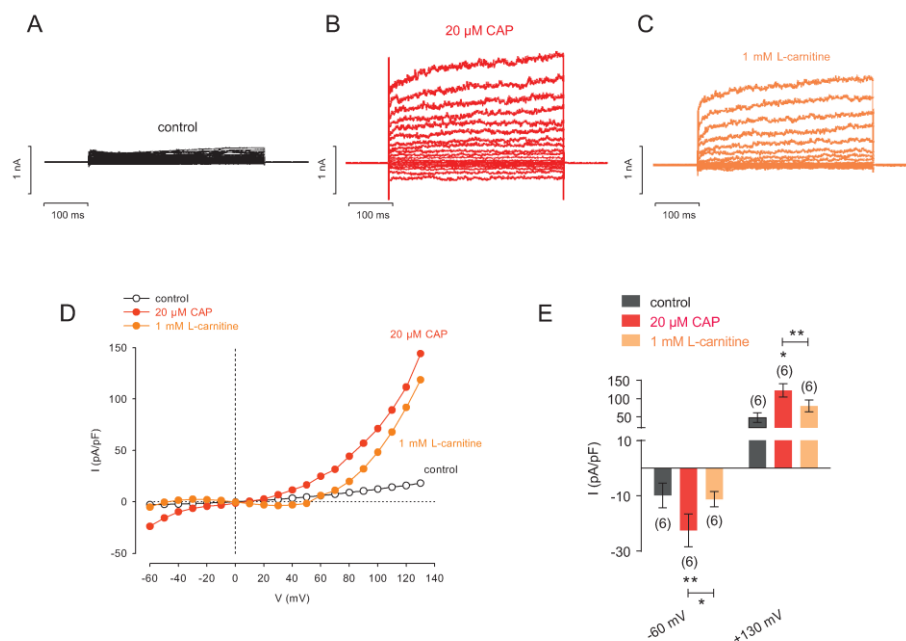 A
B
C
20 µM CAP
1 mM L-carnitine
control
1 nA
1 nA
1 nA
100 ms
100 ms
100 ms
D
control
20 µM CAP
1 mM L-carnitine
20 µM CAP
1 mM L-carnitine
control
I (pA/pF)
150
100
50
0
-50
-60 -40 -20 0 20 40 60 80 100 120 140
V (mV)
E
control
20 µM CAP
1 mM L-carnitine
**
*
(6)
(6)
(6)
150
100
50
10
-10
-30
I (pA/pF)
(6)
(6)
(6)
**
*
-60 mV
+130 mV